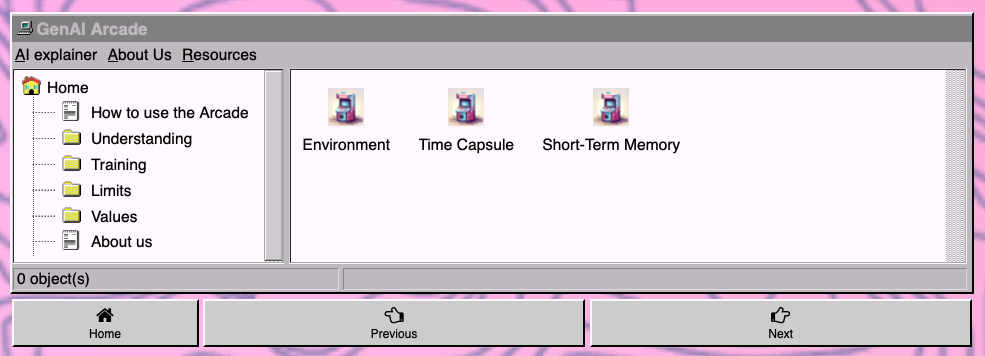 GenAI Arcade
AI explainer About Us Resources
Home
How to use the Arcade
Understanding
Training
Limits
Values
About us
Environment Time Capsule Short-Term Memory
0 object(s)
Home Previous Next